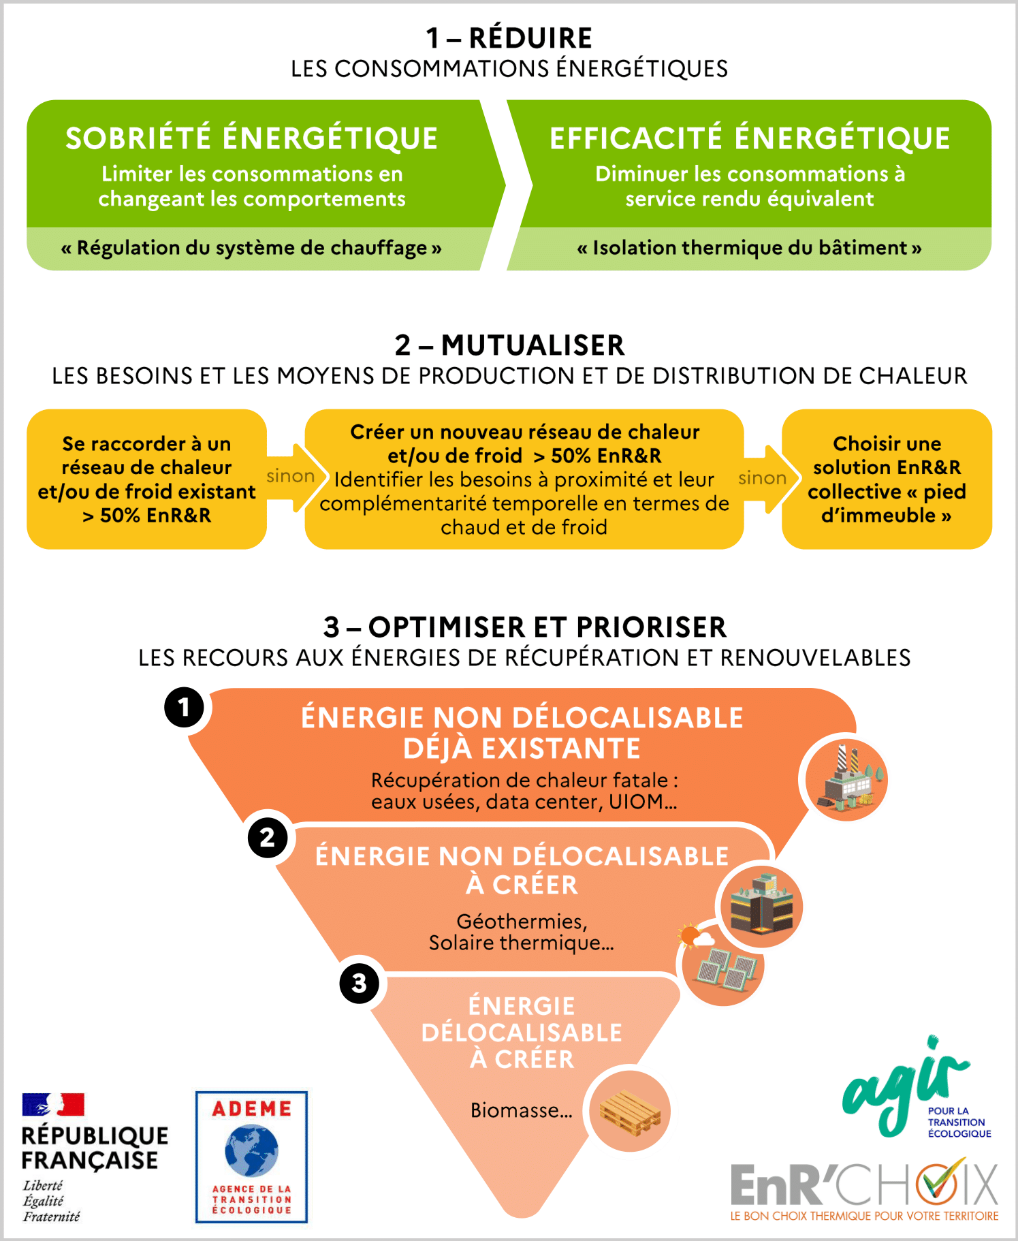 1 – RÉDUIRE
LES CONSOMMATIONS ÉNERGÉTIQUES
SOBRIÉTÉ ÉNERGÉTIQUE
Limiter les consommations en
changeant les comportements
« Régulation du système de chauffage »
EFFICACITÉ ÉNERGÉTIQUE
Diminuer les consommations à
service rendu équivalent
« Isolation thermique du bâtiment »
2 – MUTUALISER
LES BESOINS ET LES MOYENS DE PRODUCTION ET DE DISTRIBUTION DE CHALEUR
Se raccorder à un
réseau de chaleur
et/ou de froid existant
> 50% EnR&R
sinon
Créer un nouveau réseau de chaleur
et/ou de froid > 50% EnR&R
Identifier les besoins à proximité et leur
complémentarité temporelle en termes de
chaud et de froid
sinon
Choisir une
solution EnR&R
collective « pied
d'immeuble »
3 – OPTIMISER ET PRIORISER
LES RECOURS AUX ÉNERGIES DE RÉCUPÉRATION ET RENOUVELABLES
1
ÉNERGIE NON DÉLOCALISABLE
DÉJÀ EXISTANTE
Récupération de chaleur fatale :
eaux usées, data center, UIOM...
2
ÉNERGIE NON DÉLOCALISABLE
À CRÉER
Géothermies,
Solaire thermique...
3
ÉNERGIE
DÉLOCALISABLE
À CRÉER
Biomasse...
RÉPUBLIQUE
FRANÇAISE
Liberté
Égalité
Fraternité
ADEME
AGENCE DE LA
TRANSITION
ÉCOLOGIQUE
agir
POUR LA
TRANSITION
ÉCOLOGIQUE
EnR'CHOIX
LE BON CHOIX THERMIQUE POUR VOTRE TERRITOIRE